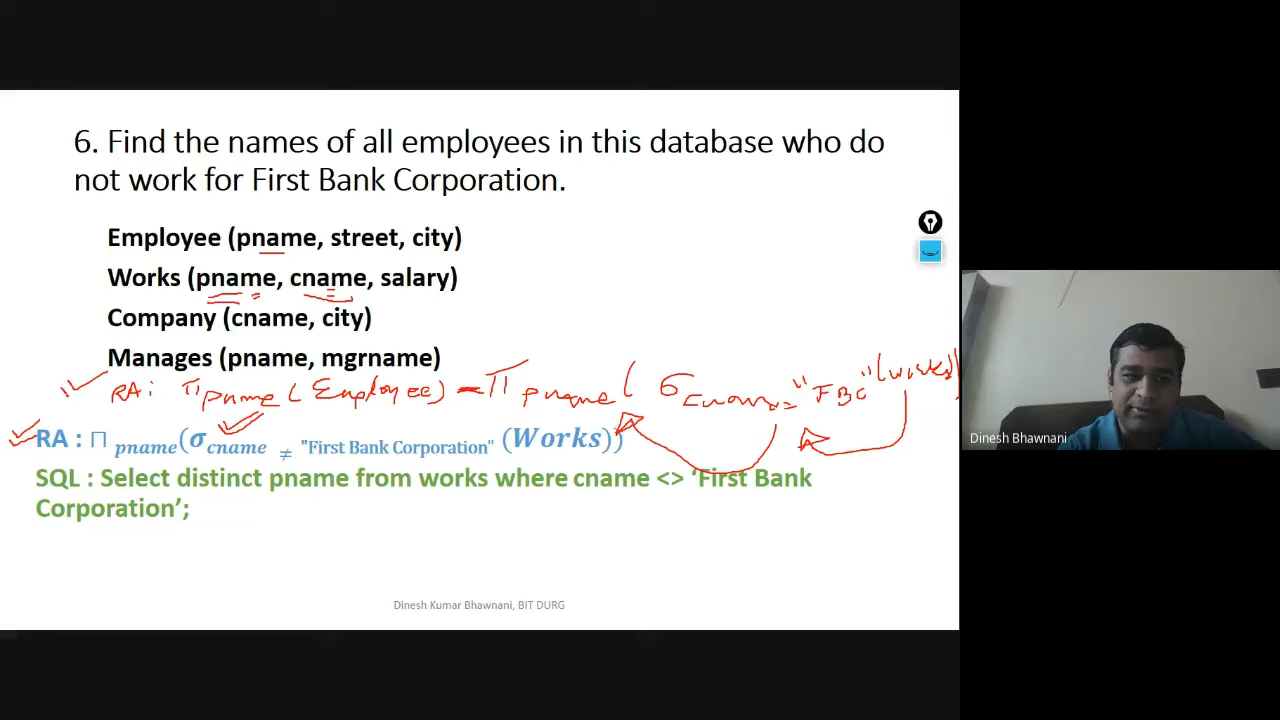 6. Find the names of all employees in this database who do
not work for First Bank Corporation.
Employee (pname, street, city)
Works (pname, cname, salary)
Company (cname, city)
Manages (pname, mgrname)
RA: Π pname (Employee) - Π pname ( σ cname = "FBC" (works)
RA : Π pname(σcname ≠ "First Bank Corporation" (Works))
SQL : Select distinct pname from works where cname <> ‘First Bank
Corporation’;
Dinesh Kumar Bhawnani, BIT DURG
Dinesh Bhawnani